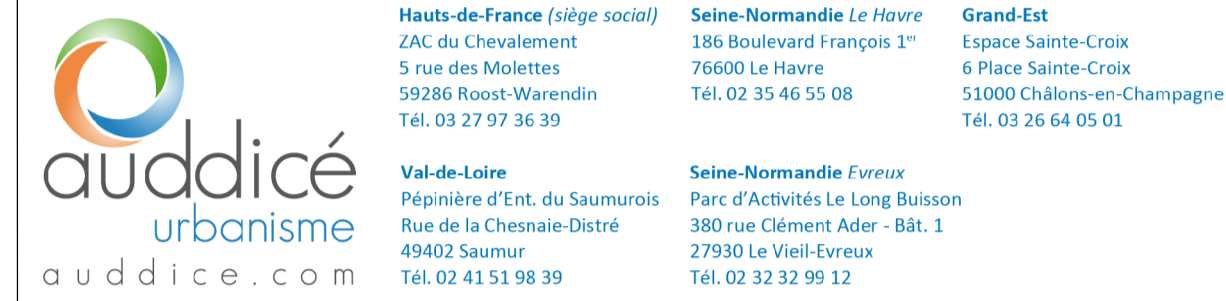 auddicé
urbanisme
auddice.com
Hauts-de-France (siège social)
ZAC du Chevalement
5 rue des Molettes
59286 Roost-Warendin
Tél. 03 27 97 36 39
Seine-Normandie Le Havre
186 Boulevard François 1er
76600 Le Havre
Tél. 02 35 46 55 08
Grand-Est
Espace Sainte-Croix
6 Place Sainte-Croix
51000 Châlons-en-Champagne
Tél. 03 26 64 05 01
Val-de-Loire
Pépinière d’Ent. du Saumurois
Rue de la Chesnaie-Distré
49402 Saumur
Tél. 02 41 51 98 39
Seine-Normandie Evreux
Parc d’Activités Le Long Buisson
380 rue Clément Ader - Bât. 1
27930 Le Vieil-Evreux
Tél. 02 32 32 99 12